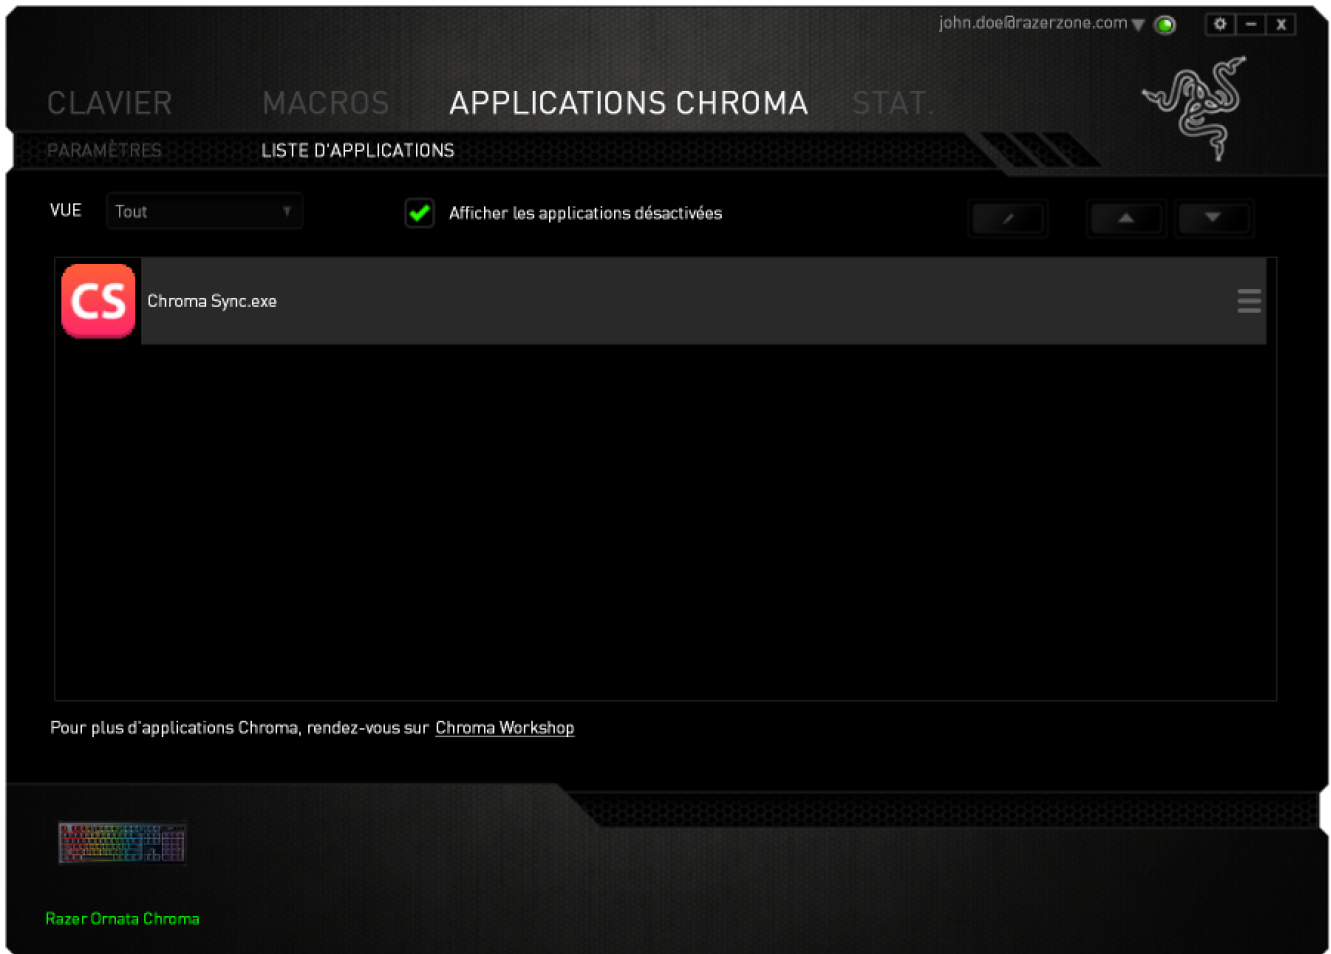 john.doe@razerzone.com
CLAVIER MACROS APPLICATIONS CHROMA STAT.
PARAMÈTRES LISTE D'APPLICATIONS
VUE Tout Afficher les applications désactivées
CS Chroma Sync.exe
Pour plus d'applications Chroma, rendez-vous sur Chroma Workshop
Razer Ornata Chroma